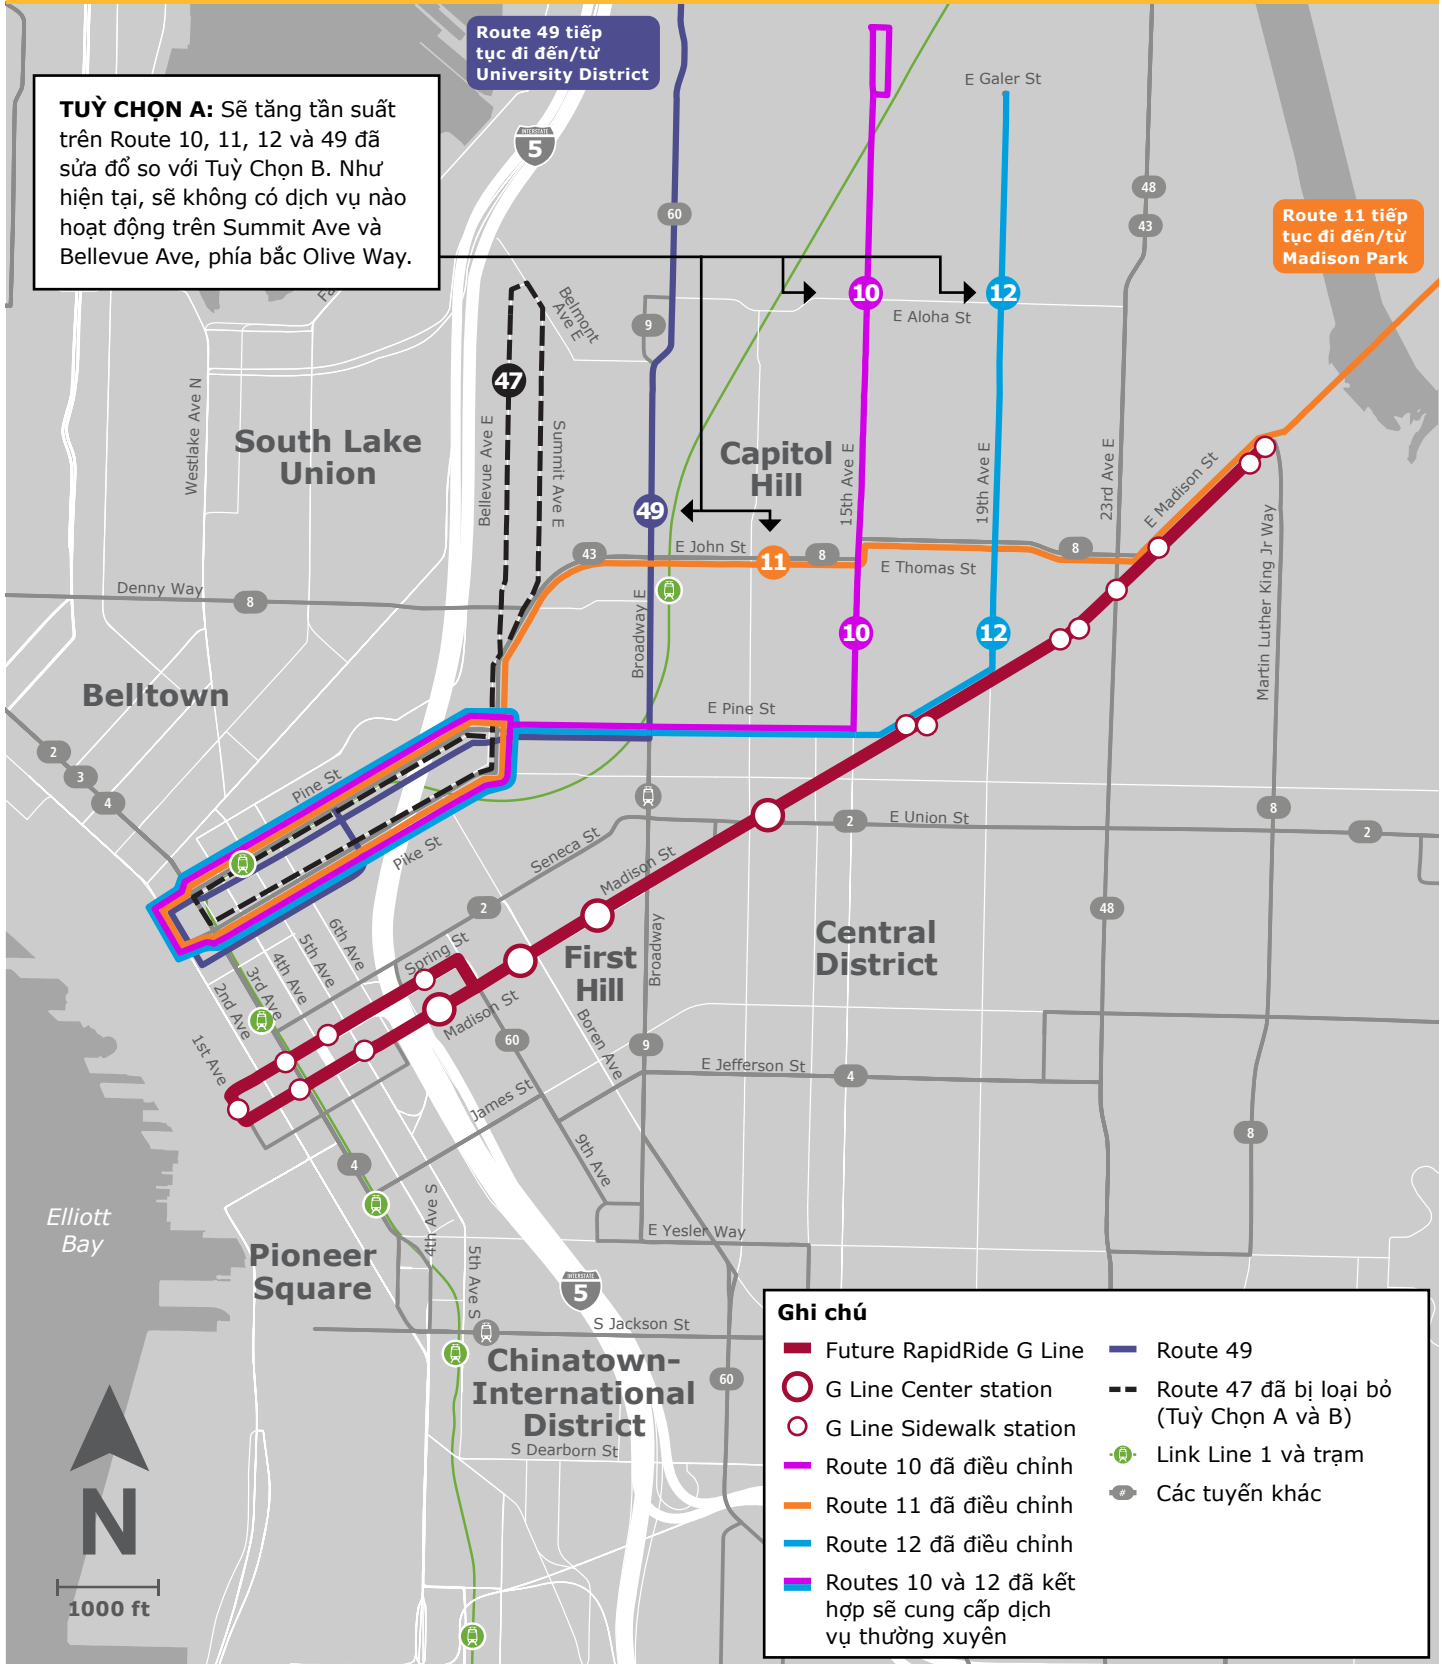 Route 49 tiếp
tục đi đến/từ
University District
TUỲ CHỌN A: Sẽ tăng tần suất
trên Route 10, 11, 12 và 49 đã
sửa đổ so với Tuỳ Chọn B. Như
hiện tại, sẽ không có dịch vụ nào
hoạt động trên Summit Ave và
Bellevue Ave, phía bắc Olive Way.
INTERSTATE
5
E Galer St
48
43
60
Route 11 tiếp
tục đi đến/từ
Madison Park
10
12
E Aloha St
Belmont
Ave E
9
47
Westlake Ave N
South Lake
Union
Bellevue Ave E
Summit Ave E
Capitol
Hill
15th Ave E
19th Ave E
23rd Ave E
E Madison St
Martin Luther King Jr Way
49
43
E John St
8
11
E Thomas St
8
Denny Way
8
Broadway E
10
12
Belltown
E Pine St
2
3
4
Pine St
Pike St
Seneca St
Madison St
2
E Union St
8
2
2
48
6th Ave
5th Ave
4th Ave
3rd Ave
2nd Ave
1st Ave
Spring St
Madison St
First
Hill
Broadway
Central
District
60
Boren Ave
9
E Jefferson St
4
James St
9th Ave
8
4
Elliott
Bay
4th Ave S
5th Ave S
E Yesler Way
Pioneer
Square
INTERSTATE
5
S Jackson St
Chinatown-
International
District
60
S Dearborn St
N
1000 ft
Ghi chú
Future RapidRide G Line
G Line Center station
G Line Sidewalk station
Route 10 đã điều chỉnh
Route 11 đã điều chỉnh
Route 12 đã điều chỉnh
Routes 10 và 12 đã kết
hợp sẽ cung cấp dịch
vụ thường xuyên
Route 49
Route 47 đã bị loại bỏ
(Tuỳ Chọn A và B)
Link Line 1 và trạm
#
Các tuyến khác